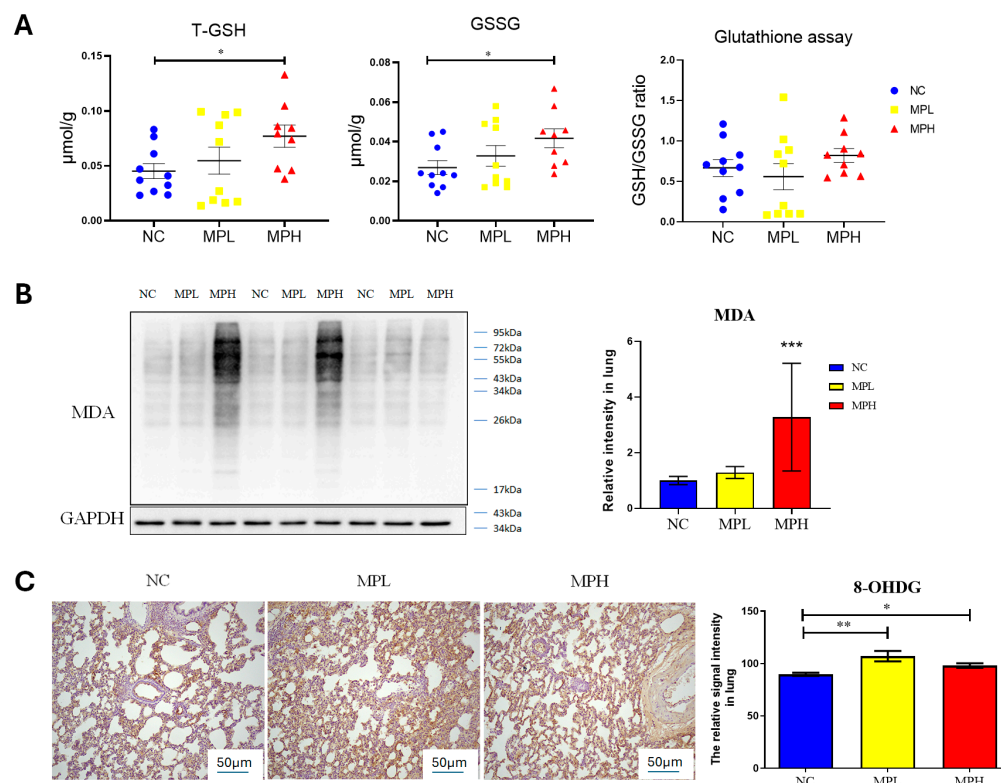 A
T-GSH
GSSG
Glutathione assay
*
*
0.15
0.10
0.05
0.00
µmol/g
NC
MPL
MPH
0.08
0.06
0.04
0.02
0.00
µmol/g
NC
MPL
MPH
2.0
1.5
1.0
0.5
0.0
GSH/GSSG ratio
NC
MPL
MPH
NC
MPL
MPH
B
NC MPL MPH NC MPL MPH NC MPL MPH
MDA
GAPDH
95kDa
72kDa
55kDa
43kDa
34kDa
26kDa
17kDa
43kDa
34kDa
MDA
***
6
4
2
0
Relative intensity in lung
NC
MPL
MPH
NC
MPL
MPH
C
NC
MPL
MPH
50µm
50µm
50µm
8-OHDG
*
**
150
100
50
0
The relative signal intensity
in lung
NC
MPL
MPH